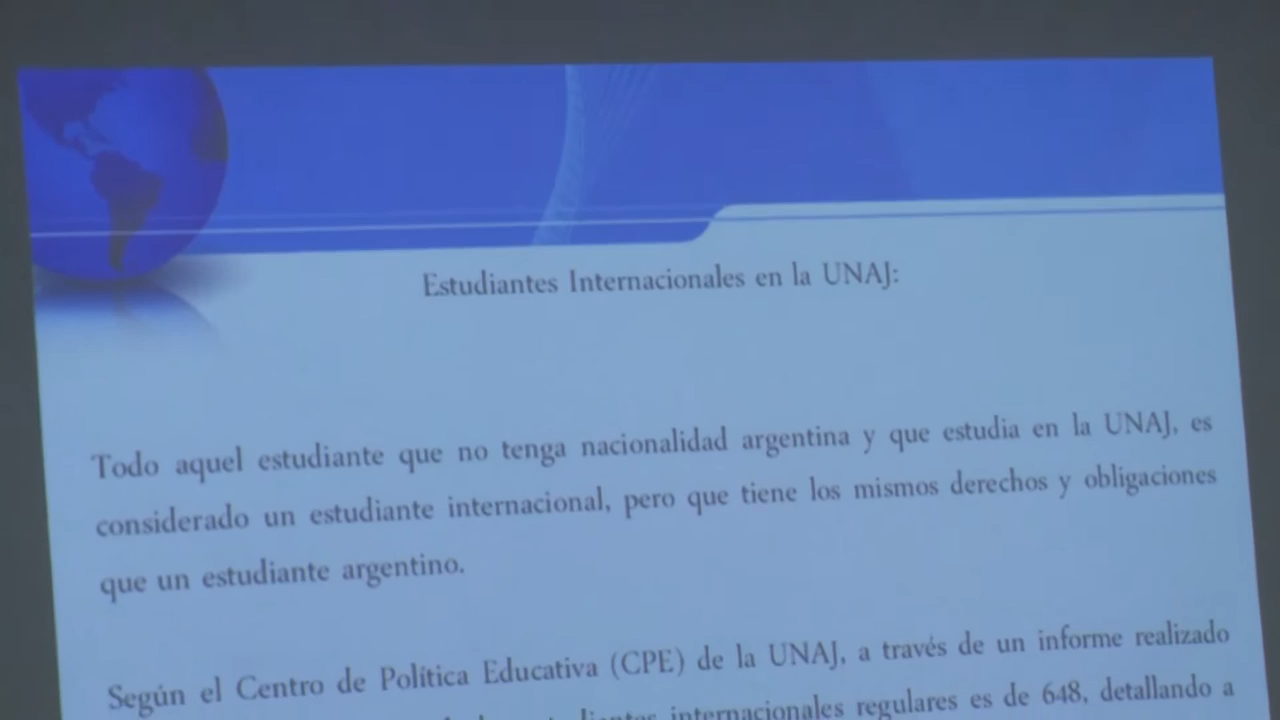 Estudiantes Internacionales en la UNAJ:
Todo aquel estudiante que no tenga nacionalidad argentina y que estudia en la UNAJ, es
considerado un estudiante internacional, pero que tiene los mismos derechos y obligaciones
que un estudiante argentino.
Según el Centro de Política Educativa (CPE) de la UNAJ, a través de un informe realizado
internacionales regulares es de 648, detallando a